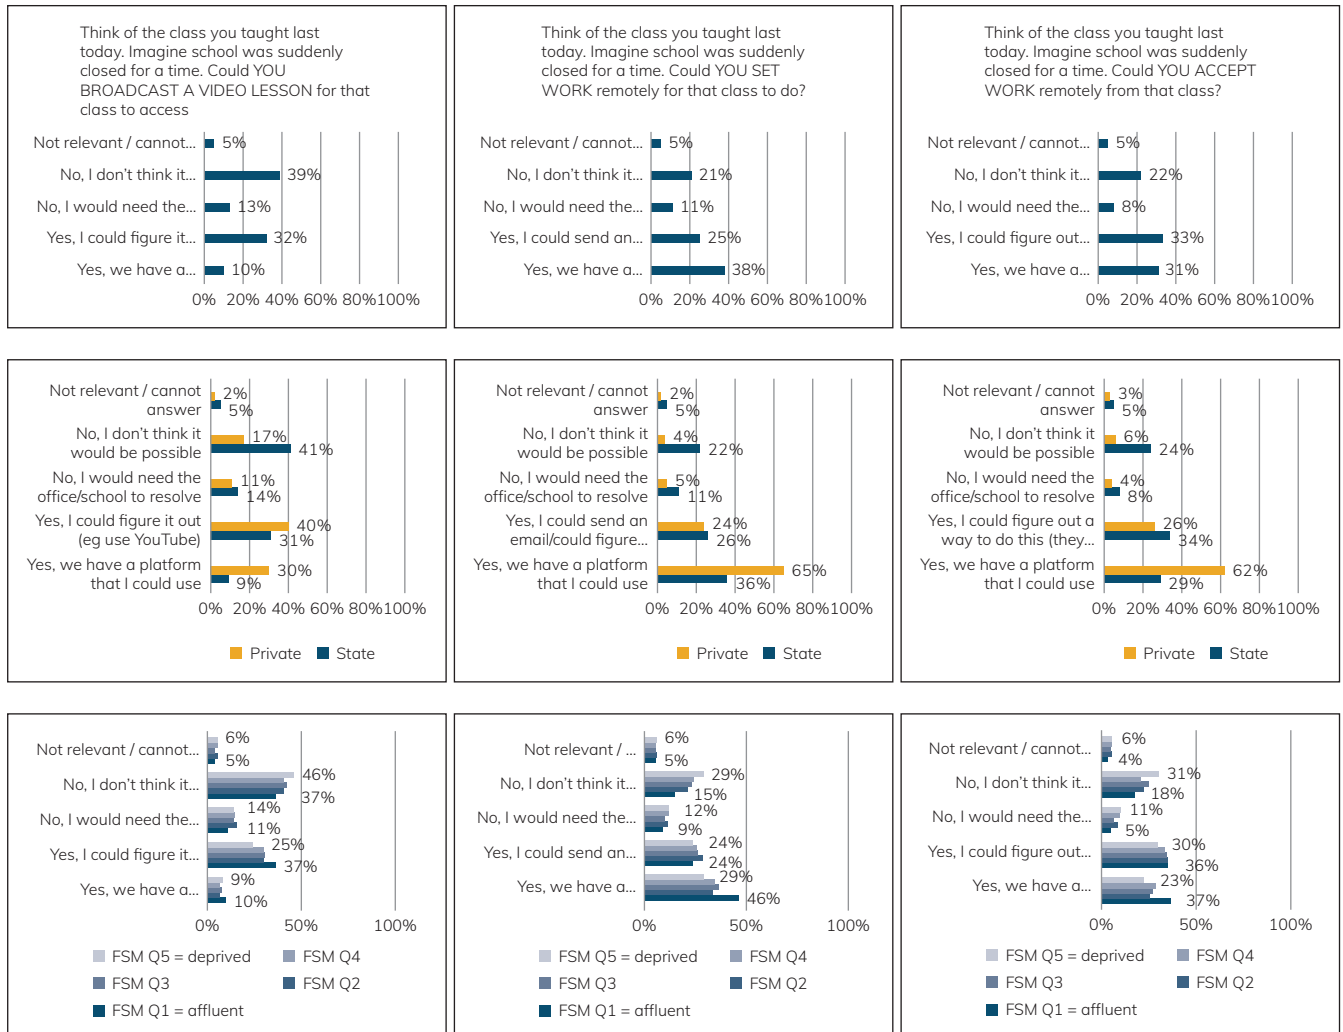 Think of the class you taught last
today. Imagine school was suddenly
closed for a time. Could YOU
BROADCAST A VIDEO LESSON for that
class to access
Not relevant / cannot... 5%
No, I don't think it... 39%
No, I would need the... 13%
Yes, I could figure it... 32%
Yes, we have a... 10%
0% 20% 40% 60% 80% 100%
Think of the class you taught last
today. Imagine school was suddenly
closed for a time. Could YOU SET
WORK remotely for that class to do?
Not relevant / cannot... 5%
No, I don't think it... 21%
No, I would need the... 11%
Yes, I could send an... 25%
Yes, we have a... 38%
0% 20% 40% 60% 80% 100%
Think of the class you taught last
today. Imagine school was suddenly
closed for a time. Could YOU ACCEPT
WORK remotely from that class?
Not relevant / cannot... 5%
No, I don't think it... 22%
No, I would need the... 8%
Yes, I could figure out... 33%
Yes, we have a... 31%
0% 20% 40% 60% 80% 100%
Not relevant / cannot 2%
answer 5%
No, I don't think it 17%
would be possible 41%
No, I would need the 11%
office/school to resolve 14%
Yes, I could figure it out 40%
(eg use YouTube) 31%
Yes, we have a platform 30%
that I could use 9%
0% 20% 40% 60% 80% 100%
Private State
Not relevant / cannot 2%
answer 5%
No, I don't think it 4%
would be possible 22%
No, I would need the 5%
office/school to resolve 11%
Yes, I could send an 24%
email/could figure... 26%
Yes, we have a platform 65%
that I could use 36%
0% 20% 40% 60% 80% 100%
Private State
Not relevant / cannot 3%
answer 5%
No, I don't think it 6%
would be possible 24%
No, I would need the 4%
office/school to resolve 8%
Yes, I could figure out a 26%
way to do this (they... 34%
Yes, we have a platform 62%
that I could use 29%
0% 20% 40% 60% 80% 100%
Private State
6%
Not relevant / cannot...
5%
46%
No, I don't think it...
37%
14%
No, I would need the...
11%
25%
Yes, I could figure it...
37%
9%
Yes, we have a...
10%
0% 50% 100%
FSM Q5 = deprived FSM Q4
FSM Q3 FSM Q2
FSM Q1 = affluent
6%
Not relevant / ...
5%
29%
No, I don't think it...
15%
12%
No, I would need the...
9%
24%
Yes, I could send an...
24%
29%
Yes, we have a...
46%
0% 50% 100%
FSM Q5 = deprived FSM Q4
FSM Q3 FSM Q2
FSM Q1 = affluent
6%
Not relevant / cannot...
4%
31%
No, I don't think it...
18%
11%
No, I would need the...
5%
30%
Yes, I could figure out...
36%
23%
Yes, we have a...
37%
0% 50% 100%
FSM Q5 = deprived FSM Q4
FSM Q3 FSM Q2
FSM Q1 = affluent